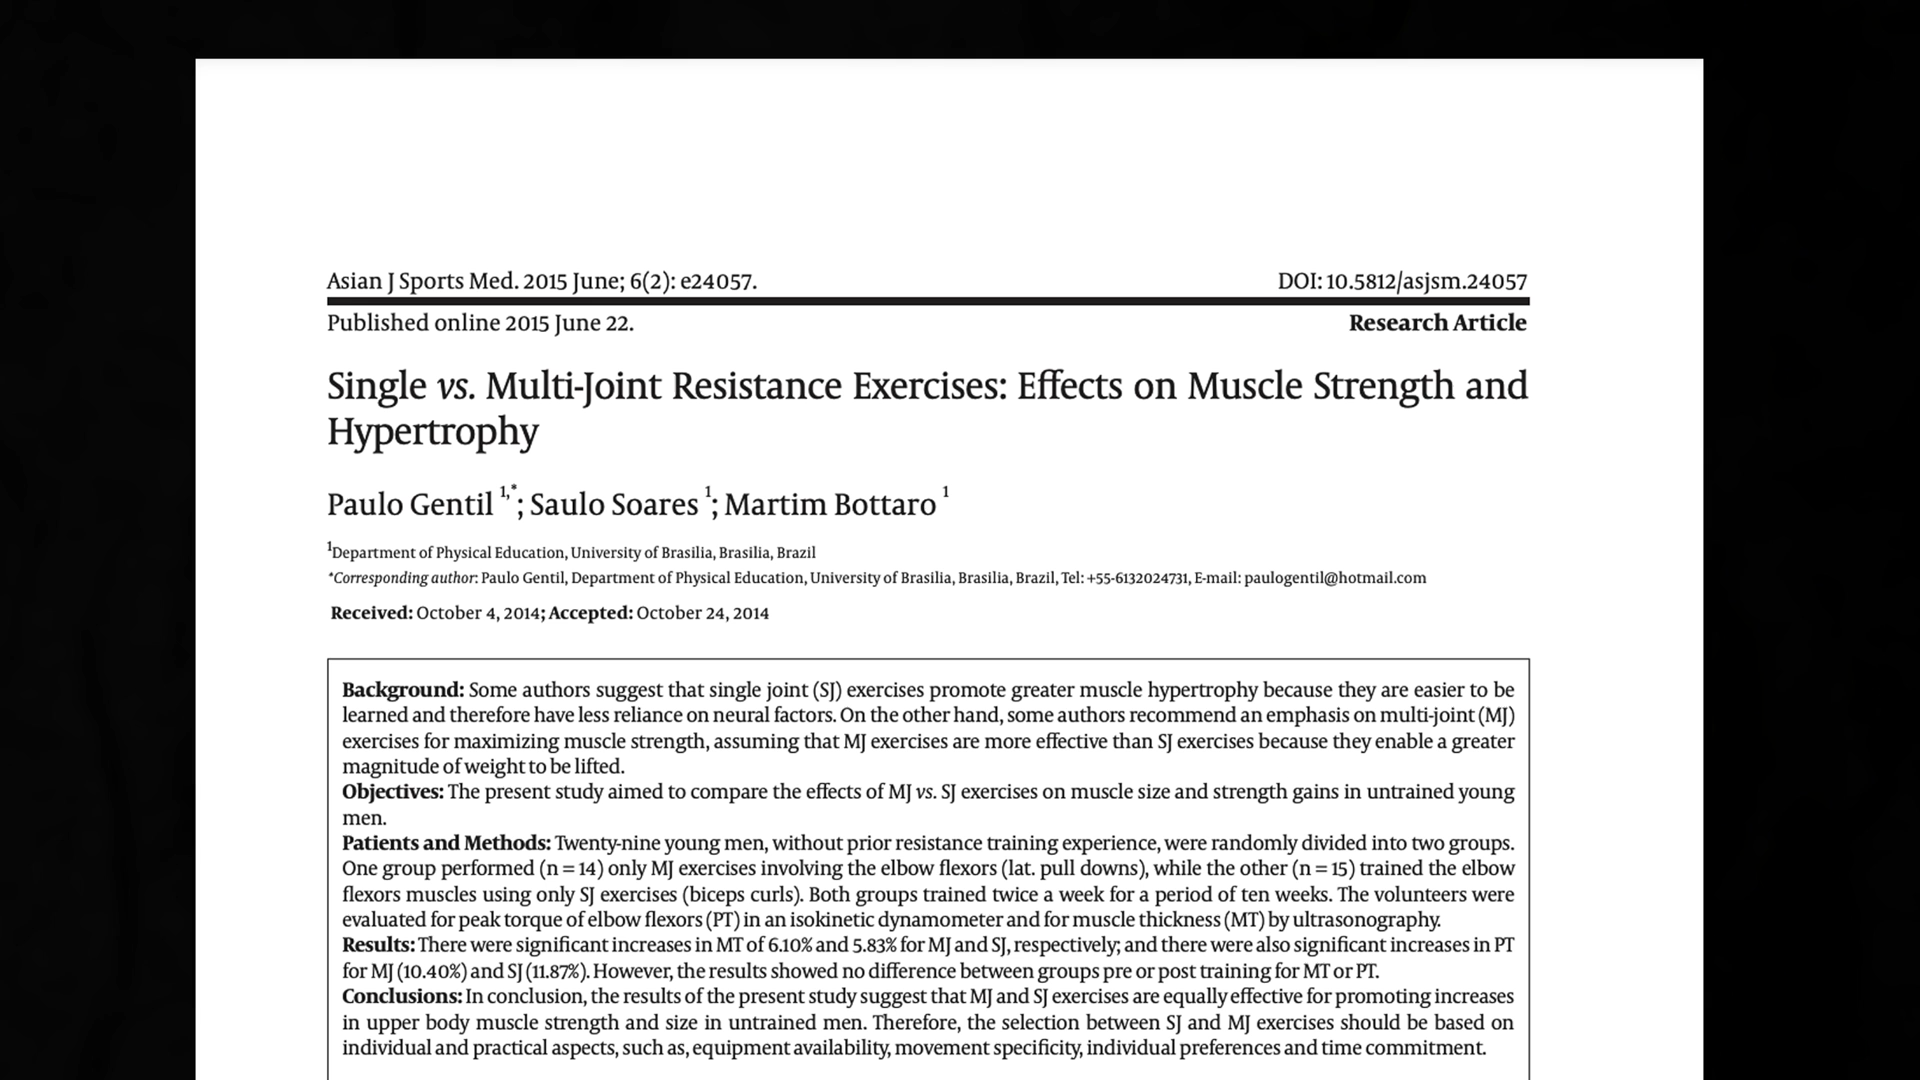 Asian J Sports Med. 2015 June; 6(2): e24057. DOI: 10.5812/asjsm.24057
Published online 2015 June 22. Research Article
Single vs. Multi-Joint Resistance Exercises: Effects on Muscle Strength and
Hypertrophy
Paulo Gentil 1,*; Saulo Soares 1; Martim Bottaro 1
1Department of Physical Education, University of Brasilia, Brasilia, Brazil
*Corresponding author: Paulo Gentil, Department of Physical Education, University of Brasilia, Brasilia, Brazil, Tel: +55-6132024731, E-mail: paulogentil@hotmail.com
Received: October 4, 2014; Accepted: October 24, 2014
Background: Some authors suggest that single joint (SJ) exercises promote greater muscle hypertrophy because they are easier to be
learned and therefore have less reliance on neural factors. On the other hand, some authors recommend an emphasis on multi-joint (MJ)
exercises for maximizing muscle strength, assuming that MJ exercises are more effective than SJ exercises because they enable a greater
magnitude of weight to be lifted.
Objectives: The present study aimed to compare the effects of MJ vs. SJ exercises on muscle size and strength gains in untrained young
men.
Patients and Methods: Twenty-nine young men, without prior resistance training experience, were randomly divided into two groups.
One group performed (n = 14) only MJ exercises involving the elbow flexors (lat. pull downs), while the other (n = 15) trained the elbow
flexors muscles using only SJ exercises (biceps curls). Both groups trained twice a week for a period of ten weeks. The volunteers were
evaluated for peak torque of elbow flexors (PT) in an isokinetic dynamometer and for muscle thickness (MT) by ultrasonography.
Results: There were significant increases in MT of 6.10% and 5.83% for MJ and SJ, respectively; and there were also significant increases in PT
for MJ (10.40%) and SJ (11.87%). However, the results showed no difference between groups pre or post training for MT or PT.
Conclusions: In conclusion, the results of the present study suggest that MJ and SJ exercises are equally effective for promoting increases
in upper body muscle strength and size in untrained men. Therefore, the selection between SJ and MJ exercises should be based on
individual and practical aspects, such as, equipment availability, movement specificity, individual preferences and time commitment.